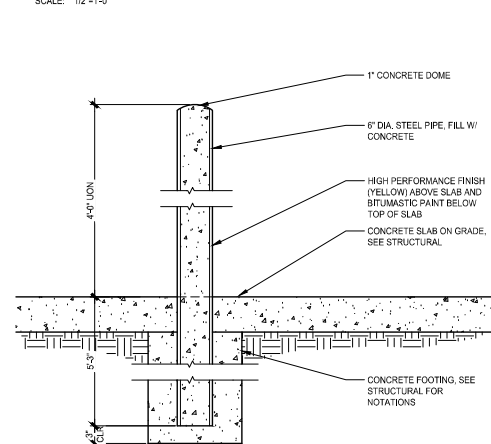 SCALE: 1/2"=1'-0"
1" CONCRETE DOME
6" DIA. STEEL PIPE, FILL W/
CONCRETE
HIGH PERFORMANCE FINISH
(YELLOW) ABOVE SLAB AND
BITUMASTIC PAINT BELOW
TOP OF SLAB
CONCRETE SLAB ON GRADE,
SEE STRUCTURAL
CONCRETE FOOTING, SEE
STRUCTURAL FOR
NOTATIONS
4'-0" UON
5'-3"
3"
CLR